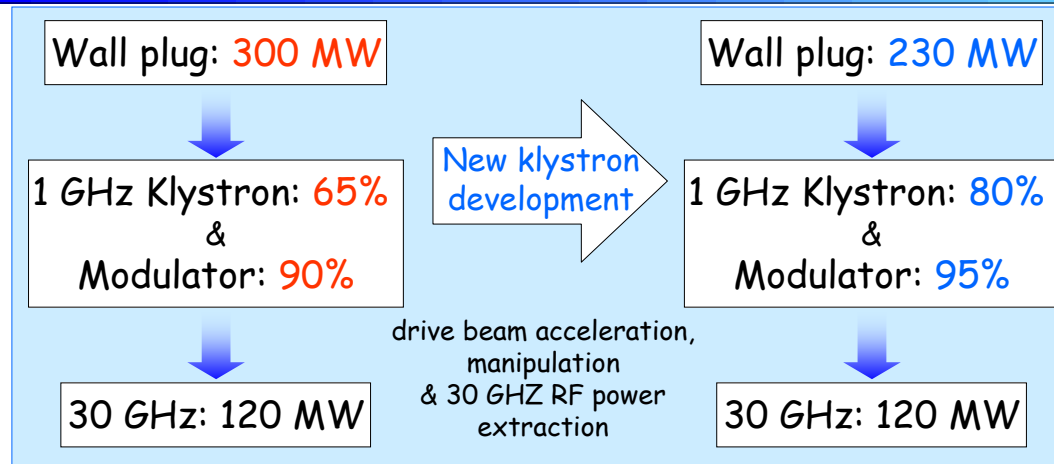 Wall plug: 300 MW
1 GHz Klystron: 65%
&
Modulator: 90%
30 GHz: 120 MW
New klystron
development
drive beam acceleration,
manipulation
& 30 GHZ RF power
extraction
Wall plug: 230 MW
1 GHz Klystron: 80%
&
Modulator: 95%
30 GHz: 120 MW